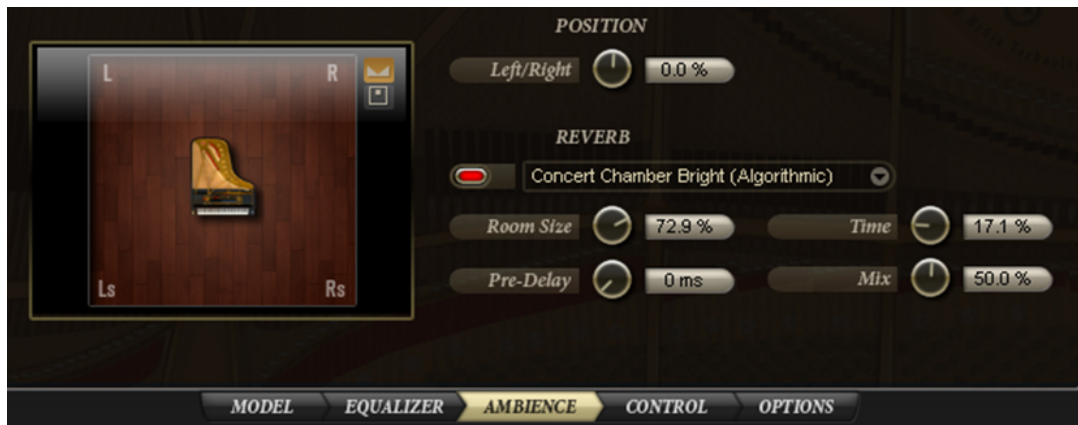 POSITION
L R
Left/Right 0.0 %
REVERB
Concert Chamber Bright (Algorithmic)
Room Size 72.9 % Time 17.1 %
Ls Rs
Pre-Delay 0 ms Mix 50.0 %
MODEL EQUALIZER AMBIENCE CONTROL OPTIONS